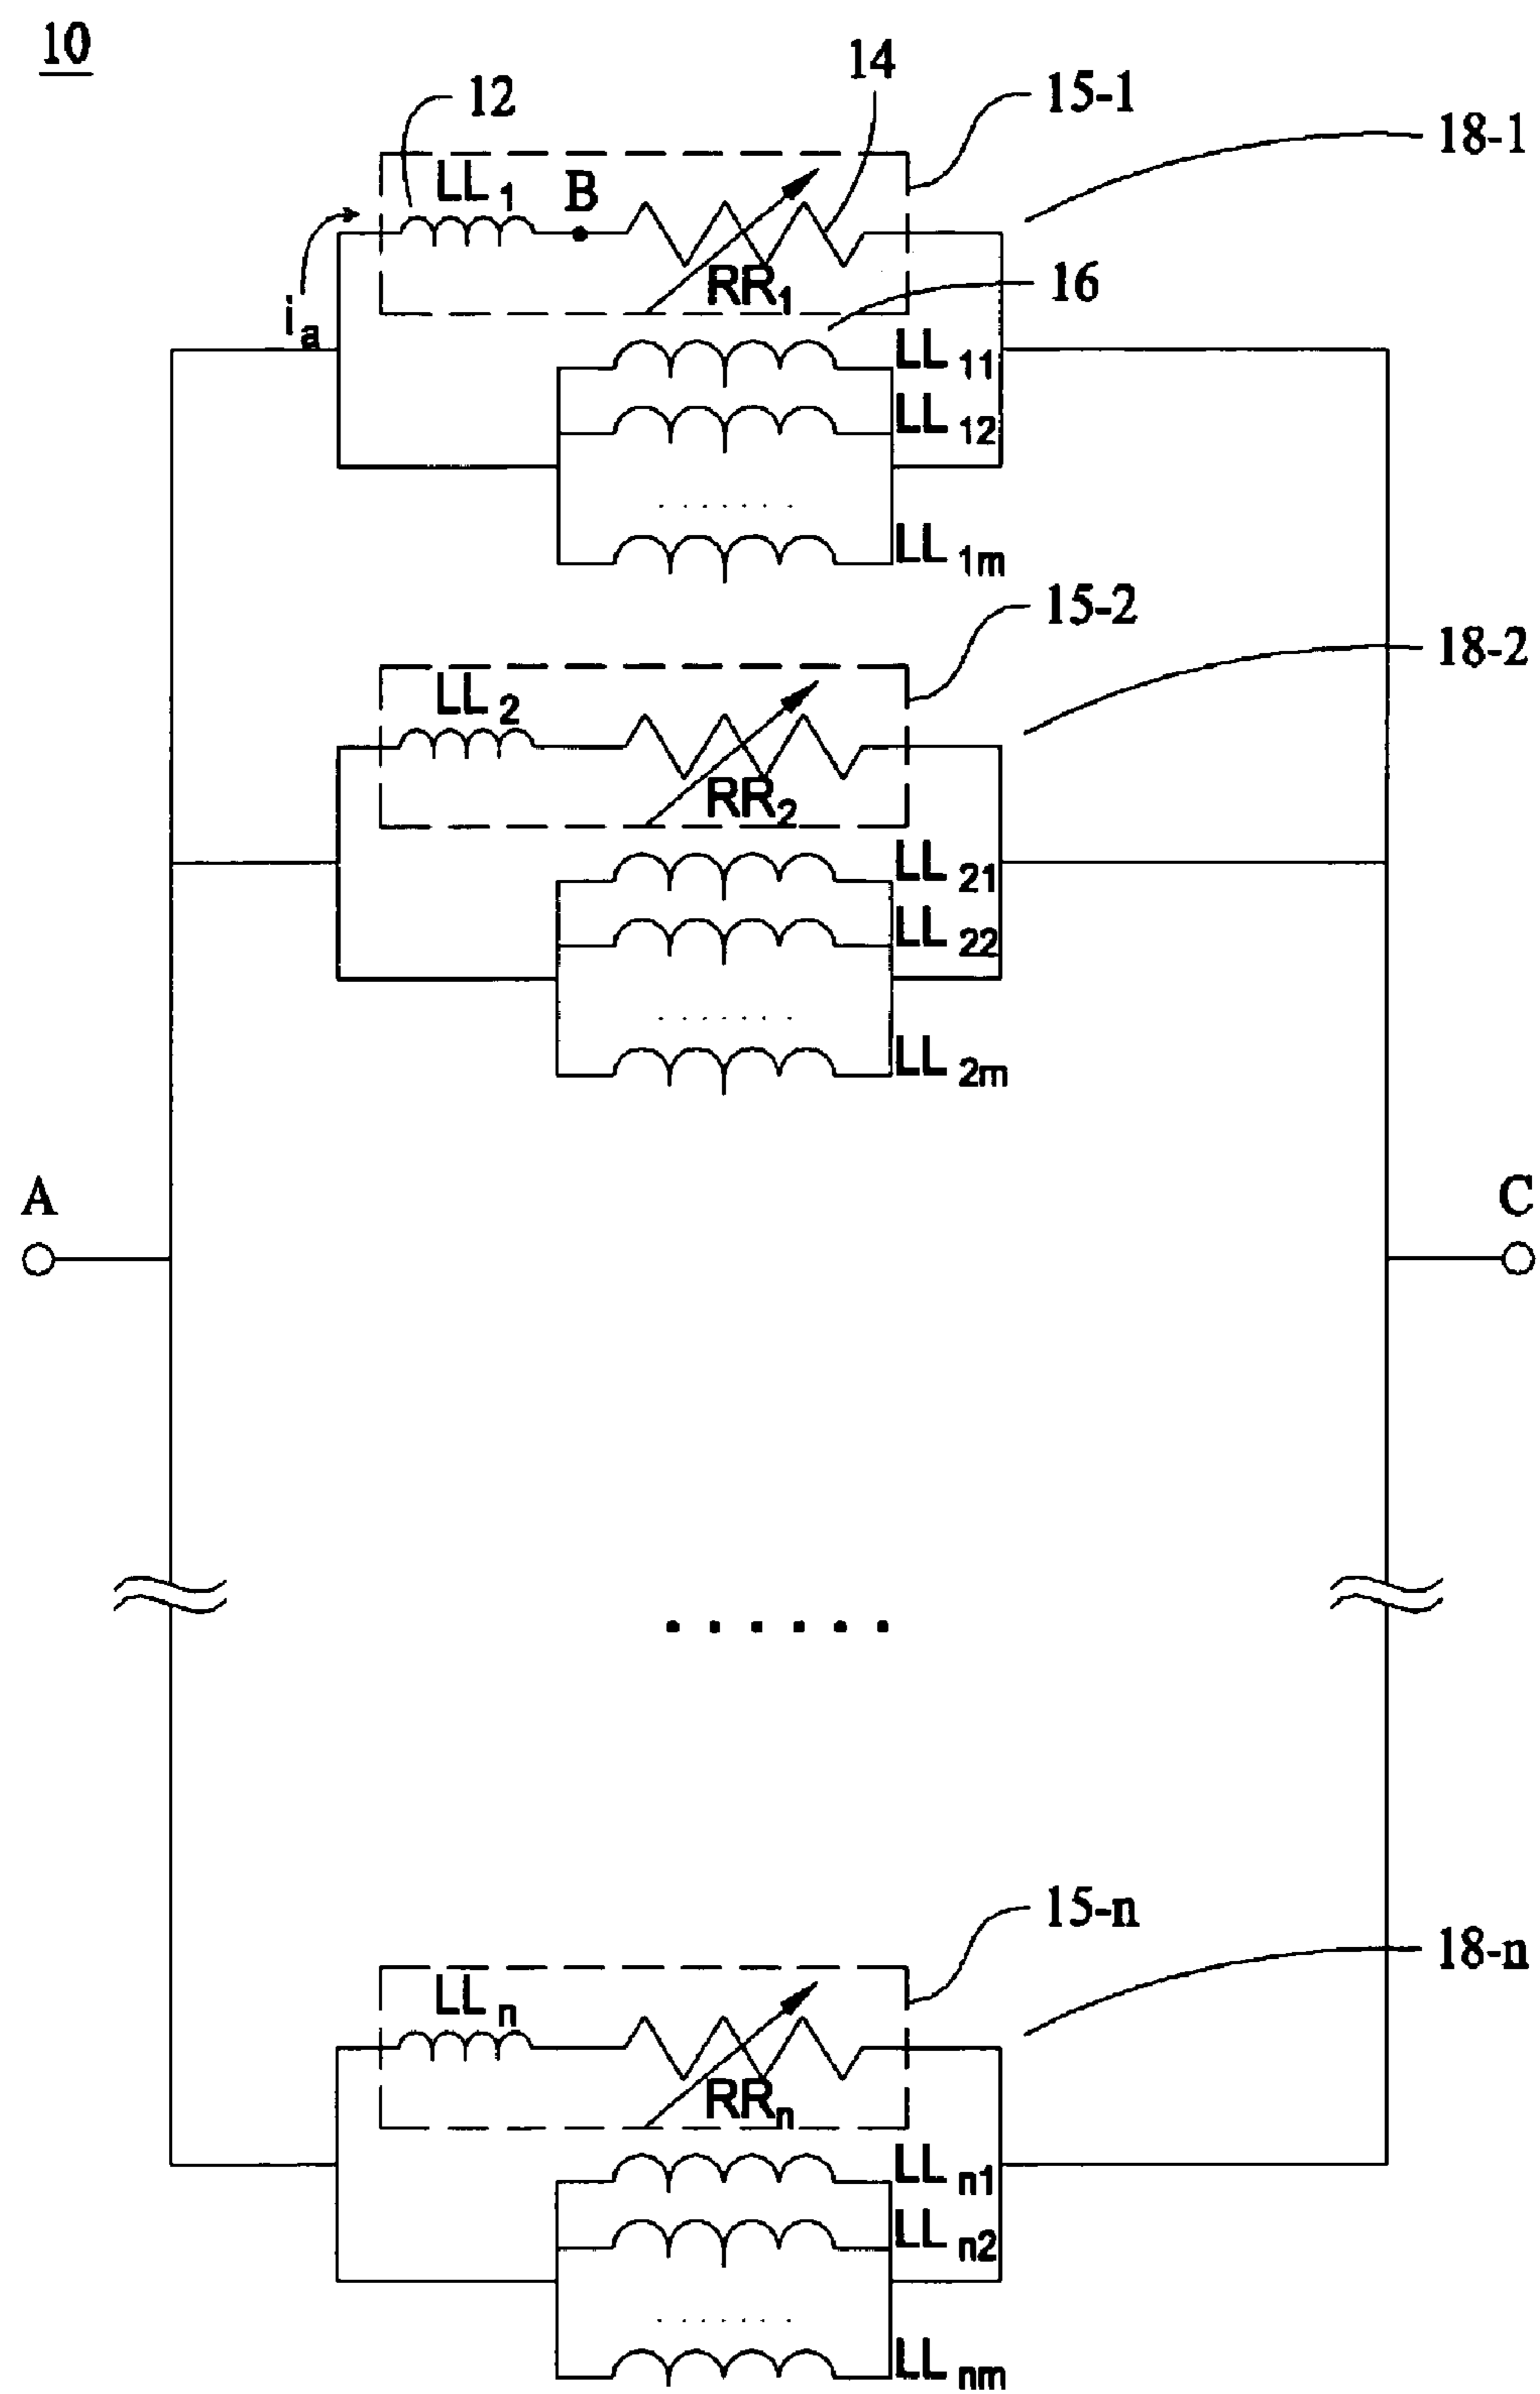 10
12
14
15-1
18-1
LL1
B
RR1
ia
16
LL11
LL12
.......
LL1m
15-2
18-2
LL2
RR2
LL21
LL22
.......
LL2m
A
C
......
15-n
18-n
LLn
RRn
LLn1
LLn2
.......
LLnm